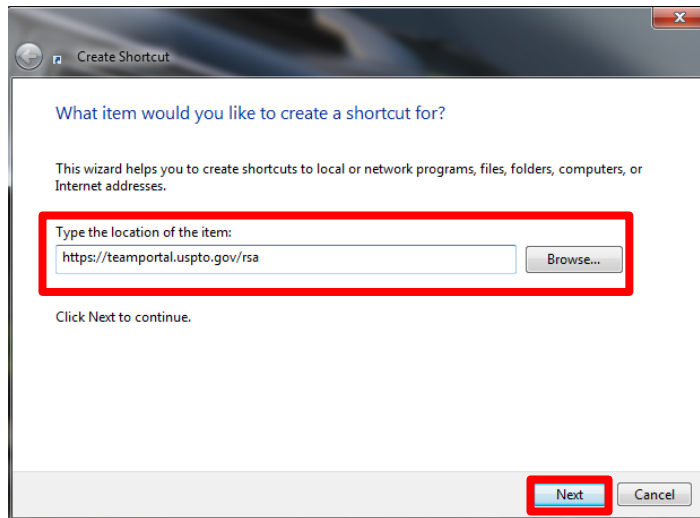 Create Shortcut
What item would you like to create a shortcut for?
This wizard helps you to create shortcuts to local or network programs, files, folders, computers, or
Internet addresses.
Type the location of the item:
https://teamportal.uspto.gov/rsa
Browse...
Click Next to continue.
Next
Cancel